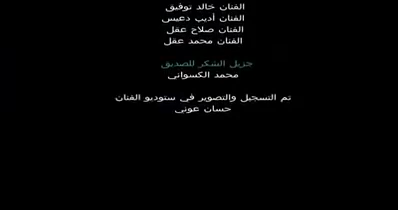 الفنان خالد توفيق
الفنان أديب دعيس
الفنان صلاح عقل
الفنان محمد عقل
جزيل الشكر للصديق
محمد الكسواني
تم التسجيل والتصوير في ستوديو الفنان
حسان عوني